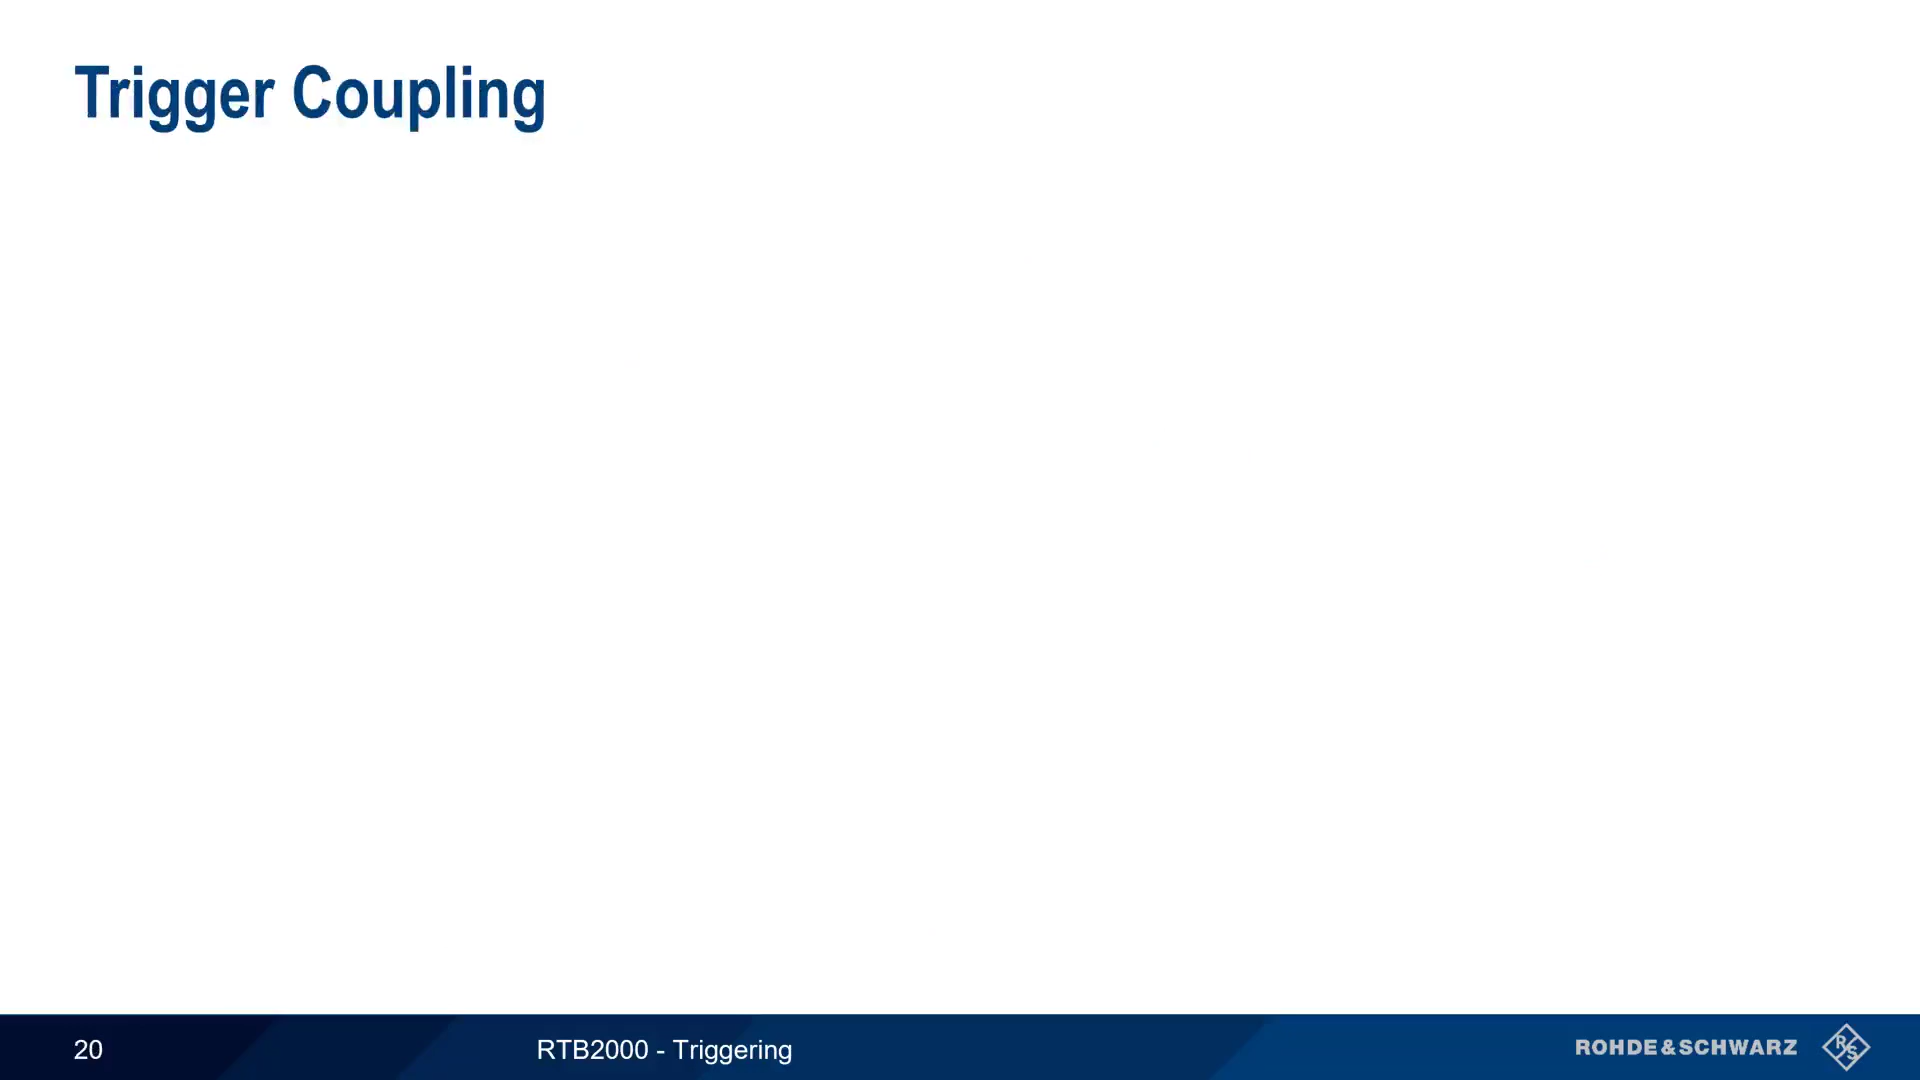 Trigger Coupling
20
RTB2000 - Triggering
ROHDE&SCHWARZ
R&S